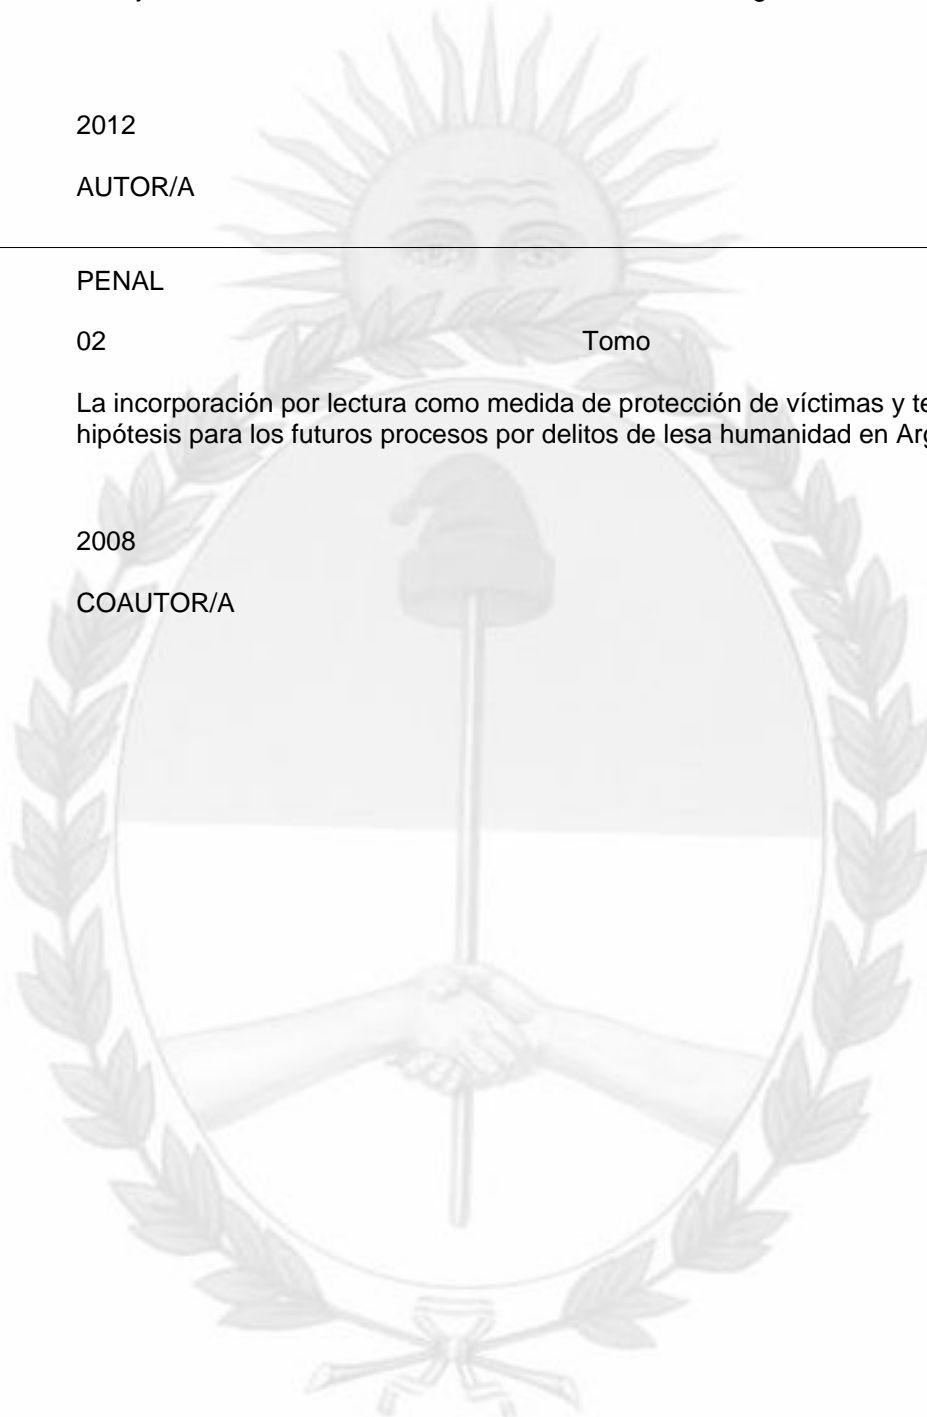 2012
AUTOR/A
PENAL
02 Tomo
La incorporación por lectura como medida de protección de víctimas y
hipótesis para los futuros procesos por delitos de lesa humanidad en
2008
COAUTOR/A